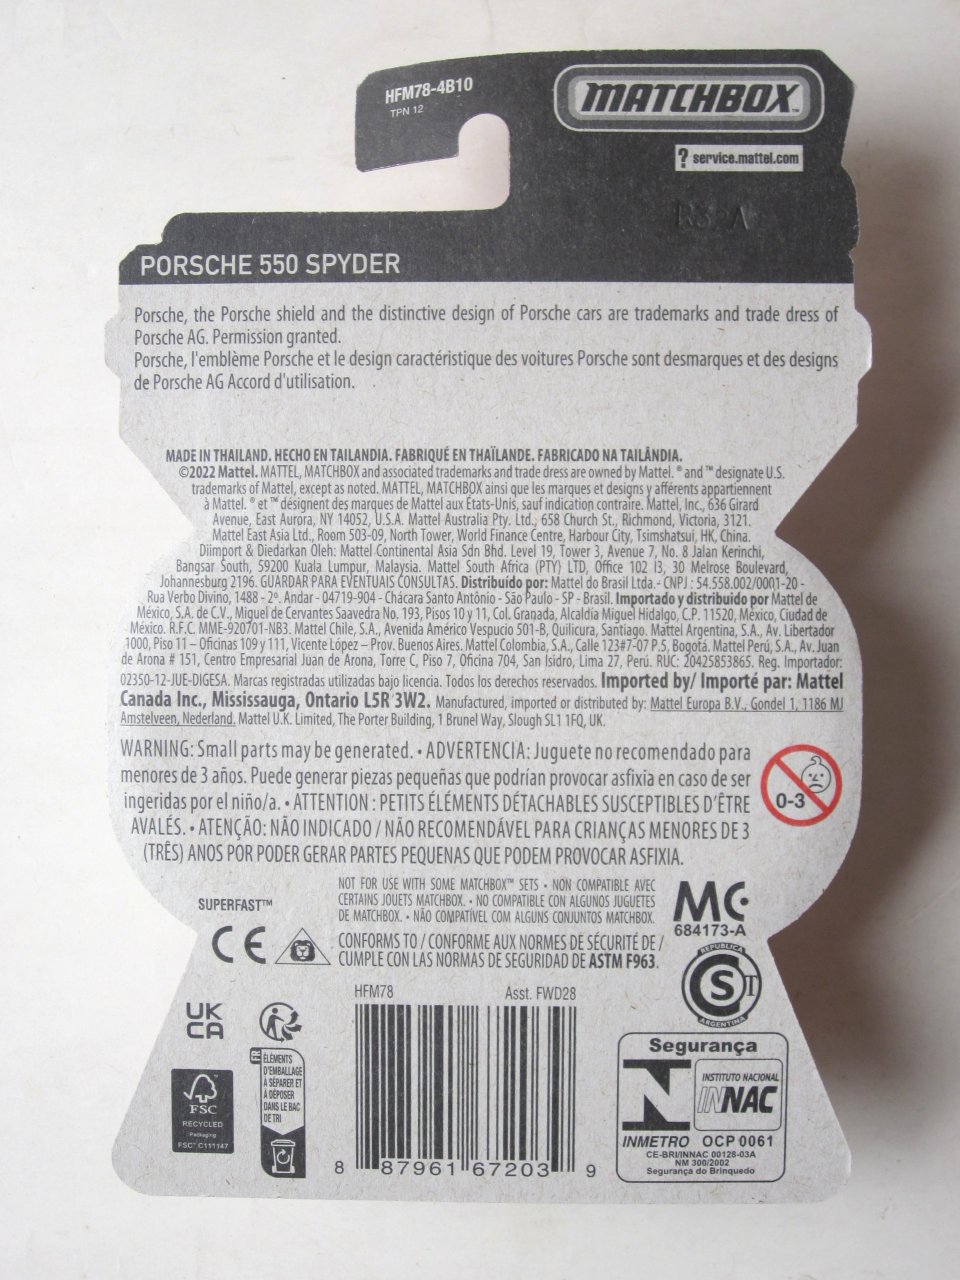 HFM78-4B10
TPN 12
MATCHBOX
? service.mattel.com
PORSCHE 550 SPYDER
Porsche, the Porsche shield and the distinctive design of Porsche cars are trademarks and trade dress of
Porsche AG. Permission granted.
Porsche, l'emblème Porsche et le design caractéristique des voitures Porsche sont desmarques et des designs
de Porsche AG Accord d'utilisation.
MADE IN THAILAND. HECHO EN TAILANDIA. FABRIQUÉ EN THAÏLANDE. FABRICADO NA TAILÂNDIA.
©2022 Mattel. MATTEL, MATCHBOX and associated trademarks and trade dress are owned by Mattel. ® and ™ designate U.S.
trademarks of Mattel, except as noted. MATTEL, MATCHBOX ainsi que les marques et designs y afférents appartiennent
à Mattel. ® et ™ désignent des marques de Mattel aux États-Unis, sauf indication contraire. Mattel, Inc., 636 Girard
Avenue, East Aurora, NY 14052, U.S.A. Mattel Australia Pty. Ltd., 658 Church St., Richmond, Victoria, 3121.
Mattel East Asia Ltd., Room 503-09, North Tower, World Finance Centre, Harbour City, Tsimshatsui, HK, China.
Diimport & Diedarkan Oleh: Mattel Continental Asia Sdn Bhd. Level 19, Tower 3, Avenue 7, No. 8 Jalan Kerinchi,
Bangsar South, 59200 Kuala Lumpur, Malaysia. Mattel South Africa (PTY) LTD, Office 102 I3, 30 Melrose Boulevard,
Johannesburg 2196. GUARDAR PARA EVENTUAIS CONSULTAS. Distribuído por: Mattel do Brasil Ltda.- CNPJ : 54.558.002/0001-20 -
Rua Verbo Divino, 1488 - 2º. Andar - 04719-904 - Chácara Santo Antônio - São Paulo - SP - Brasil. Importado y distribuido por Mattel de
México, S.A. de C.V., Miguel de Cervantes Saavedra No. 193, Pisos 10 y 11, Col. Granada, Alcaldía Miguel Hidalgo, C.P. 11520, México, Ciudad de
México. R.F.C. MME-920701-NB3. Mattel Chile, S.A., Avenida Américo Vespucio 501-B, Quilicura, Santiago. Mattel Argentina, S.A., Av. Libertador
1000, Piso 11 – Oficinas 109 y 111, Vicente López – Prov. Buenos Aires. Mattel Colombia, S.A., Calle 123#7-07 P.5, Bogotá. Mattel Perú, S.A., Av. Juan
de Arona # 151, Centro Empresarial Juan de Arona, Torre C, Piso 7, Oficina 704, San Isidro, Lima 27, Perú. RUC: 20425853865. Reg. Importador:
02350-12-JUE-DIGESA. Marcas registradas utilizadas bajo licencia. Todos los derechos reservados. Imported by/ Importé par: Mattel
Canada Inc., Mississauga, Ontario L5R 3W2. Manufactured, imported or distributed by: Mattel Europa B.V., Gondel 1, 1186 MJ
Amstelveen, Nederland. Mattel U.K. Limited, The Porter Building, 1 Brunel Way, Slough SL1 1FQ, UK.
WARNING: Small parts may be generated. • ADVERTENCIA: Juguete no recomendado para
menores de 3 años. Puede generar piezas pequeñas que podrían provocar asfixia en caso de ser
ingeridas por el niño/a. • ATTENTION : PETITS ÉLÉMENTS DÉTACHABLES SUSCEPTIBLES D'ÊTRE
AVALÉS. • ATENÇÃO: NÃO INDICADO / NÃO RECOMENDÁVEL PARA CRIANÇAS MENORES DE 3
(TRÊS) ANOS POR PODER GERAR PARTES PEQUENAS QUE PODEM PROVOCAR ASFIXIA.
0-3
SUPERFAST™
NOT FOR USE WITH SOME MATCHBOX™ SETS • NON COMPATIBLE AVEC
CERTAINS JOUETS MATCHBOX. • NO COMPATIBLE CON ALGUNOS JUGUETES
DE MATCHBOX. • NÃO COMPATÍVEL COM ALGUNS CONJUNTOS MATCHBOX.
MC
684173-A
CE
CONFORMS TO / CONFORME AUX NORMES DE SÉCURITÉ DE /
CUMPLE CON LAS NORMAS DE SEGURIDAD DE ASTM F963.
REPUBLICA
S T
ARGENTINA
HFM78
Asst. FWD28
UK
CA
FR
ÉLÉMENTS
D'EMBALLAGE
À SÉPARER ET
À DÉPOSER
DANS LE BAC
DE TRI
FSC
RECYCLED
Packaging
FSC™ C111147
8 87961 67203 9
Segurança
INSTITUTO NACIONAL
INNAC
INMETRO OCP 0061
CE-BRI/INNAC 00128-03A
NM 300/2002
Segurança do Brinquedo